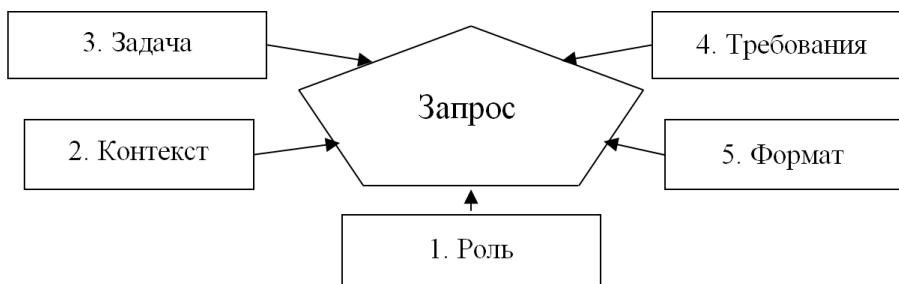 3. Задача
4. Требования
Запрос
2. Контекст
5. Формат
1. Роль